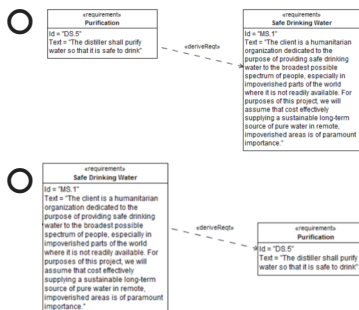 «requirement»
Purification
Id = "DS.5"
Text = "The distiller shall purify
water so that it is safe to drink"
«deriveReqt»
«requirement»
Safe Drinking Water
Id = "MS.1"
Text = "The client is a humanitarian
organization dedicated to the
purpose of providing safe drinking
water to the broadest possible
spectrum of people, especially in
impoverished parts of the world
where it is not readily available. For
purposes of this project, we will
assume that cost effectively
supplying a sustainable long-term
source of pure water in remote,
impoverished areas is of paramount
importance."
«requirement»
Safe Drinking Water
Id = "MS.1"
Text = "The client is a humanitarian
organization dedicated to the
purpose of providing safe drinking
water to the broadest possible
spectrum of people, especially in
impoverished parts of the world
where it is not readily available. For
purposes of this project, we will
assume that cost effectively
supplying a sustainable long-term
source of pure water in remote,
impoverished areas is of paramount
importance."
«deriveReqt»
«requirement»
Purification
Id = "DS.5"
Text = "The distiller shall purify
water so that it is safe to drink"